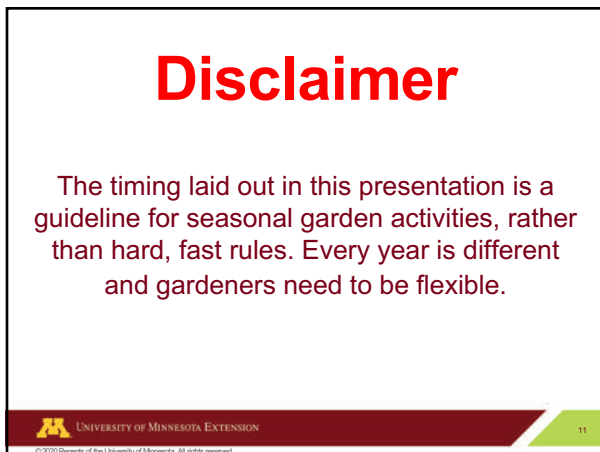 Disclaimer
The timing laid out in this presentation is a
guideline for seasonal garden activities, rather
than hard, fast rules. Every year is different
and gardeners need to be flexible.
UNIVERSITY OF MINNESOTA EXTENSION
11
©2020 Regents of the University of Minnesota. All rights reserved.